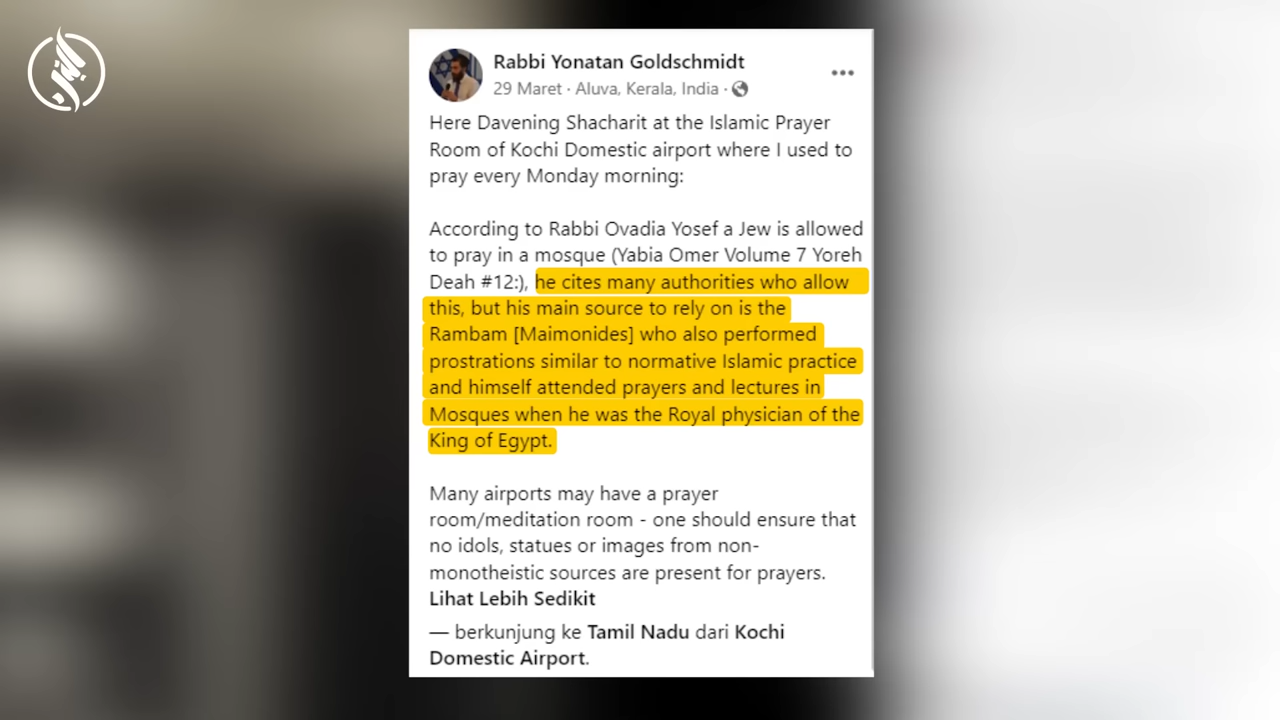 Rabbi Yonatan Goldschmidt
29 Maret · Aluva, Kerala, India ·
Here Davening Shacharit at the Islamic Prayer
Room of Kochi Domestic airport where I used to
pray every Monday morning:
According to Rabbi Ovadia Yosef a Jew is allowed
to pray in a mosque (Yabia Omer Volume 7 Yoreh
Deah #12:), he cites many authorities who allow
this, but his main source to rely on is the
Rambam [Maimonides] who also performed
prostrations similar to normative Islamic practice
and himself attended prayers and lectures in
Mosques when he was the Royal physician of the
King of Egypt.
Many airports may have a prayer
room/meditation room - one should ensure that
no idols, statues or images from non-
monotheistic sources are present for prayers.
Lihat Lebih Sedikit
— berkunjung ke Tamil Nadu dari Kochi
Domestic Airport.